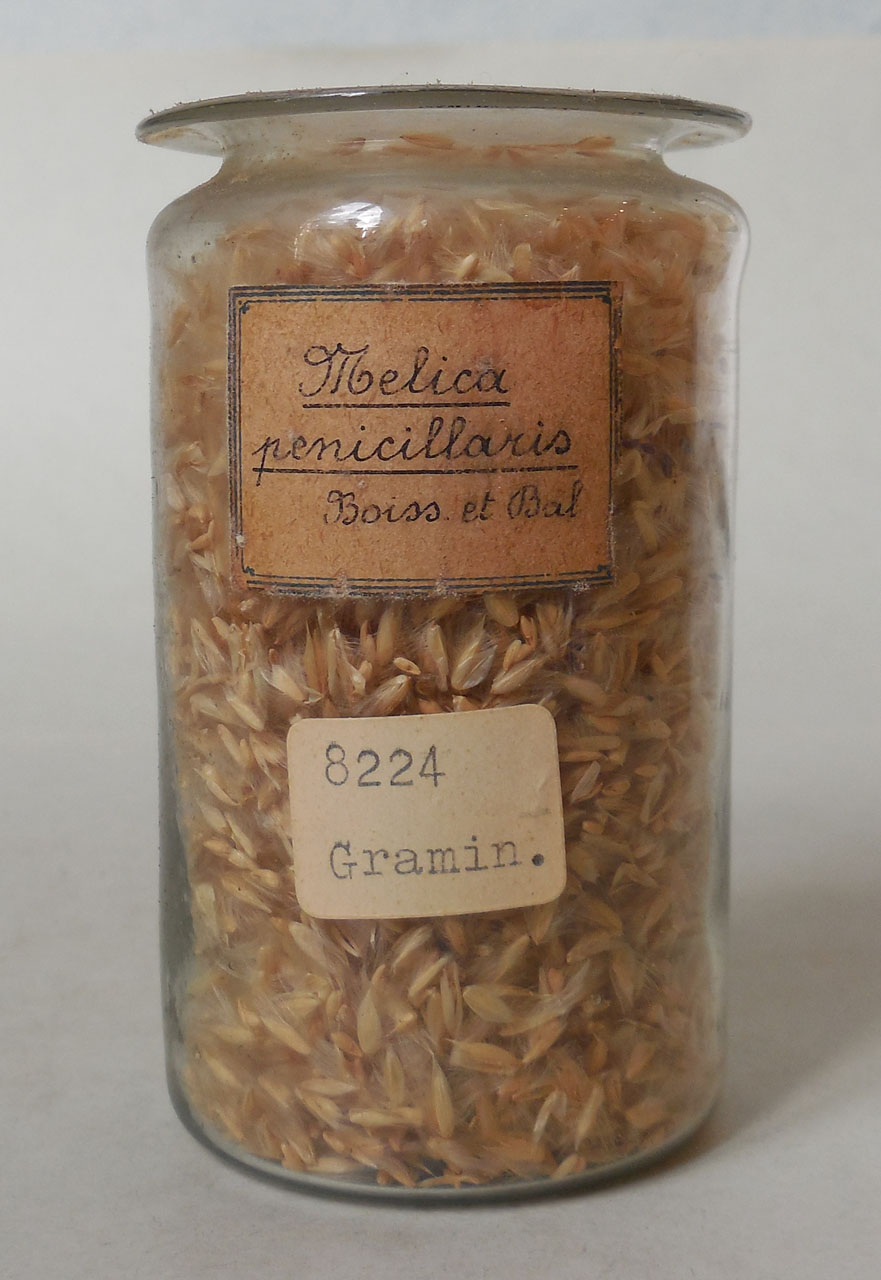 Melica
penicillaris
Boiss. et Bal
8224
Gramin.